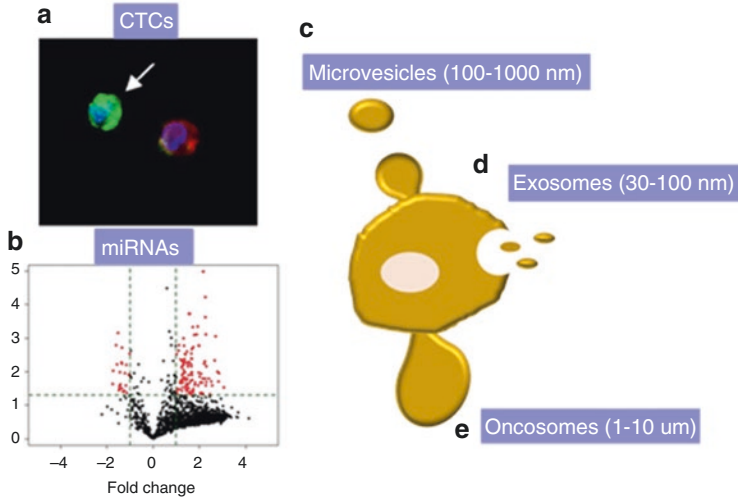 a
CTCs
b
miRNAs
5
4
3
2
1
0
−4 −2 0 2 4
Fold change
c
Microvesicles (100-1000 nm)
d
Exosomes (30-100 nm)
e
Oncosomes (1-10 um)